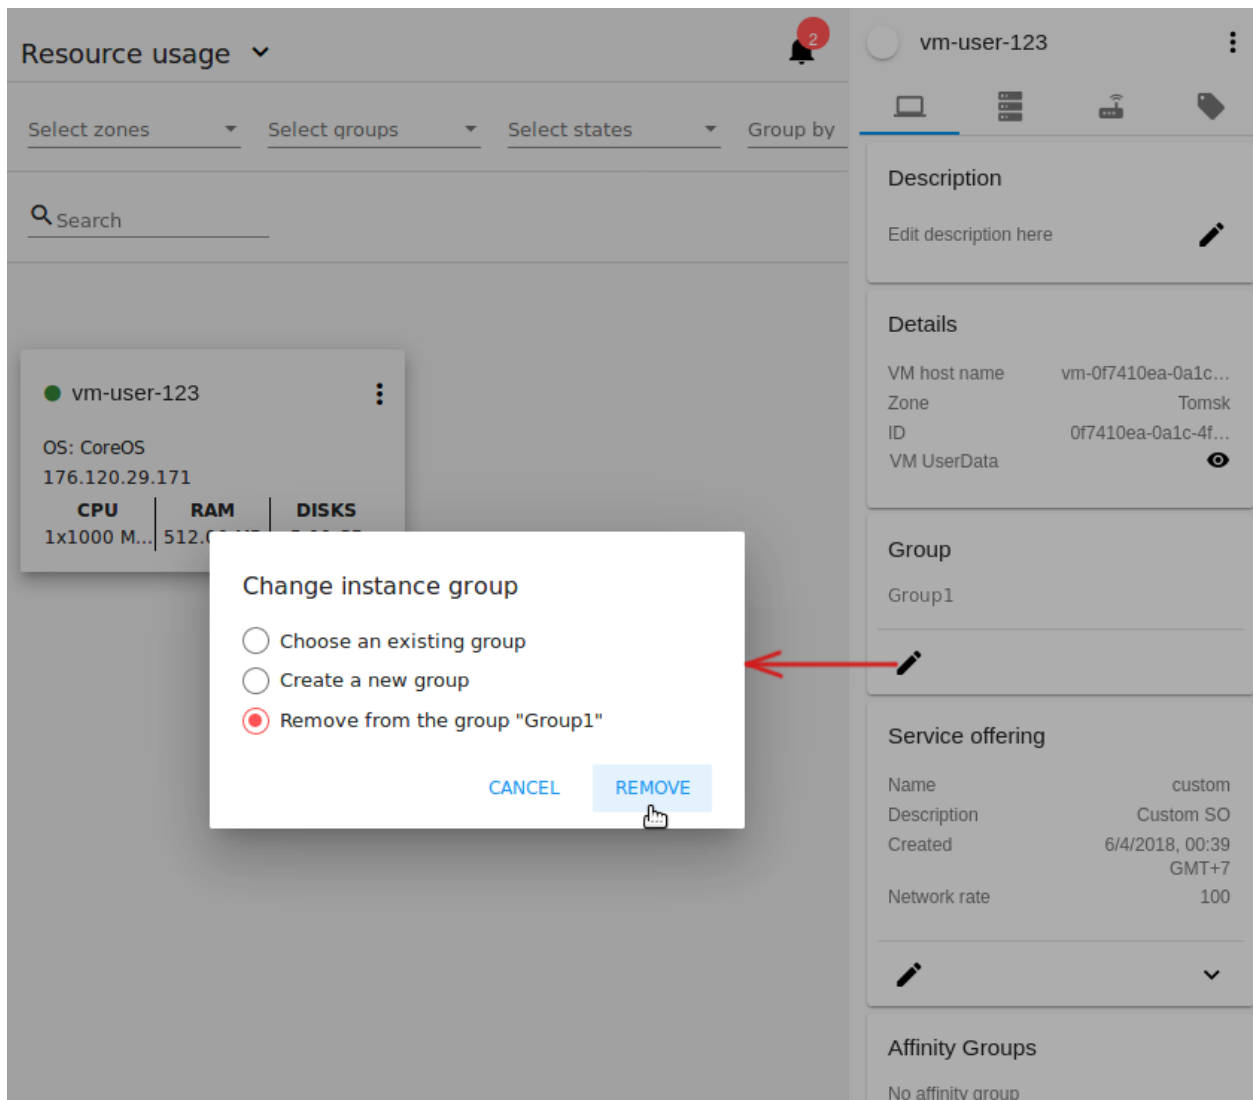 Resource usage
2
Select zones
Select groups
Select states
Group by
Search
vm-user-123
OS: CoreOS
176.120.29.171
CPU RAM DISKS
1x1000 M... 512.
Change instance group
Choose an existing group
Create a new group
Remove from the group "Group1"
CANCEL
REMOVE
vm-user-123
Description
Edit description here
Details
VM host name vm-0f7410ea-0a1c...
Zone Tomsk
ID 0f7410ea-0a1c-4f...
VM UserData
Group
Group1
Service offering
Name custom
Description Custom SO
Created 6/4/2018, 00:39
GMT+7
Network rate 100
Affinity Groups
No affinity group